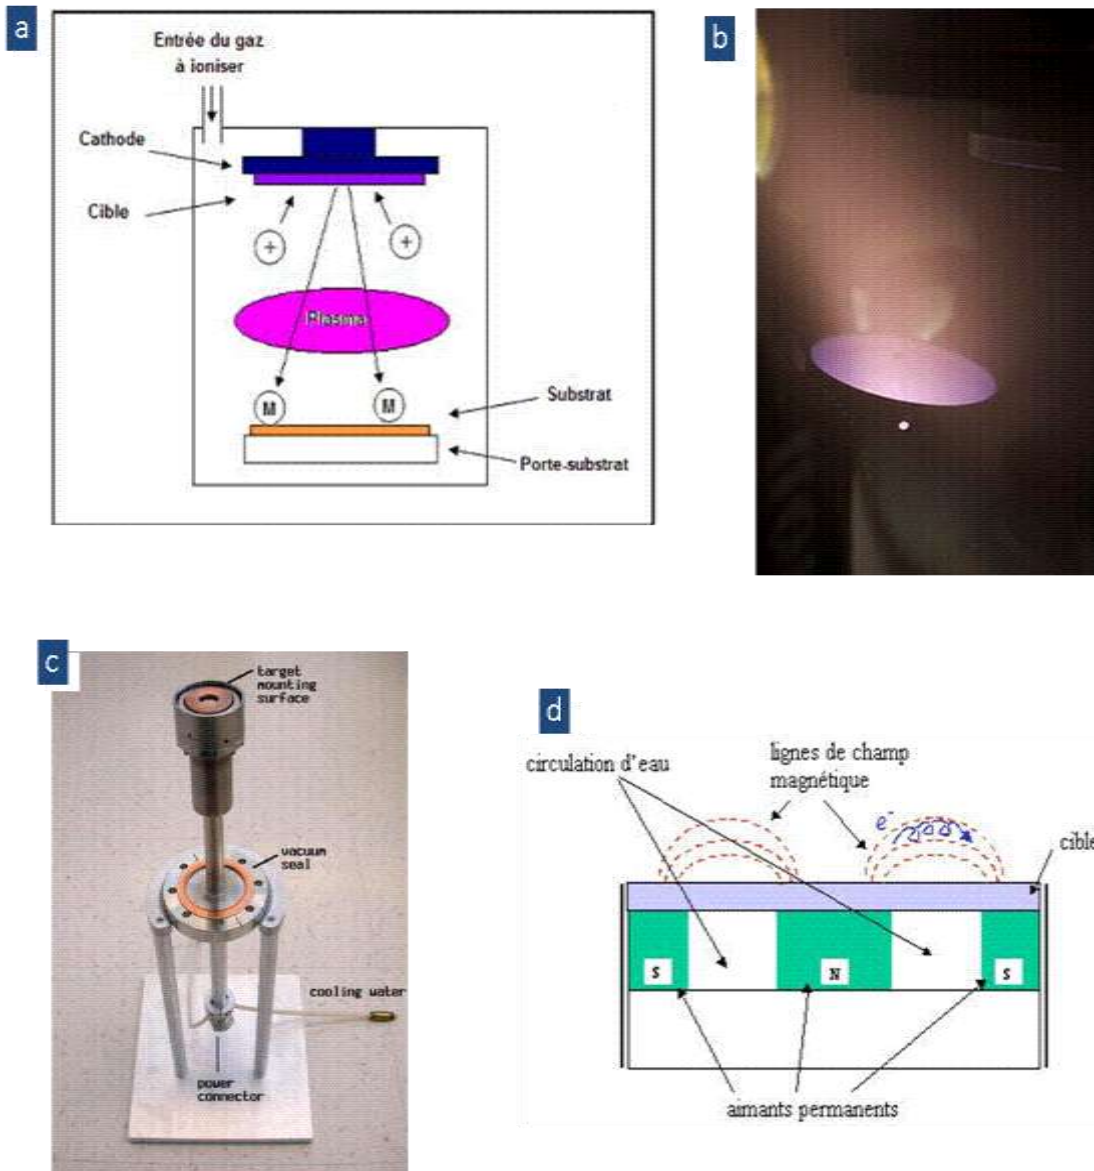 a
Entrée du gaz
à ioniser
Cathode
Cible
+
+
Plasma
M
M
Substrat
Porte-substrat
b
c
target
mounting
surface
vacuum
seal
cooling water
power
connector
d
circulation d'eau
lignes de champ
magnétique
e-
cible
S
N
S
aimants permanents